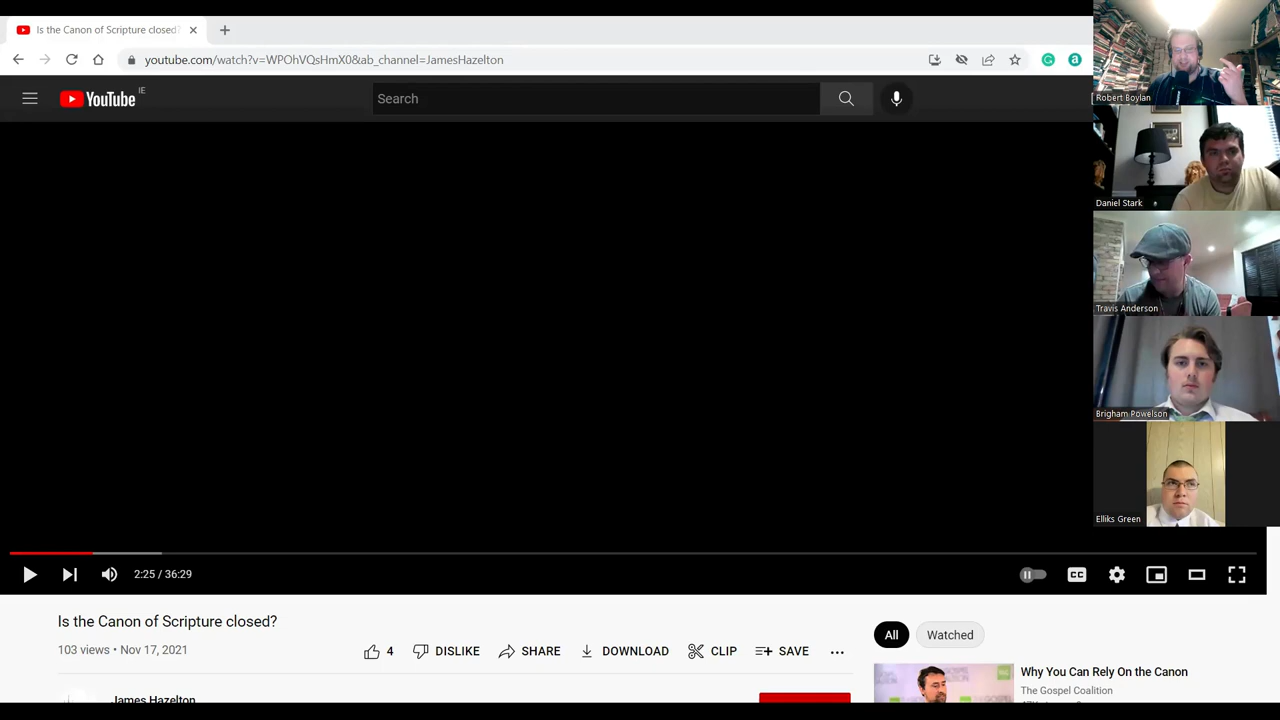 Is the Canon of Scripture closed
youtube.com/watch?v=WPOhVQsHmX0&ab_channel=JamesHazelton
YouTube IE
Search
Robert Boylan
Daniel Stark
Travis Anderson
Brigham Powelson
Elliks Green
2:25 / 36:29
CC
Is the Canon of Scripture closed?
103 views • Nov 17, 2021
4 DISLIKE SHARE DOWNLOAD CLIP SAVE
James Hazelton
All Watched
Why You Can Rely On the Canon
The Gospel Coalition